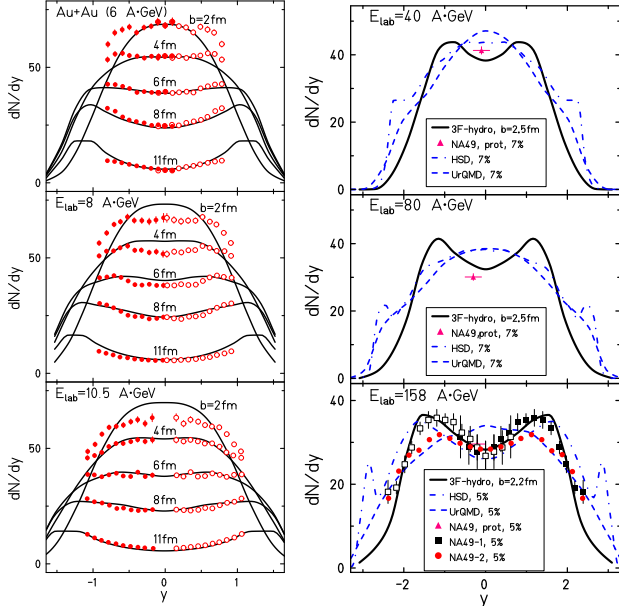 Au+Au (6 A·GeV)
b=2fm
4fm
6fm
8fm
11fm
50
0
dN/dy
E_lab=8 A·GeV
b=2fm
4fm
6fm
8fm
11fm
50
0
dN/dy
E_lab=10.5 A·GeV
b=2fm
4fm
6fm
8fm
11fm
50
0
dN/dy
−1 0 1
y
E_lab=40 A·GeV
40
20
0
dN/dy
3F-hydro, b=2.5fm
NA49, prot, 7%
HSD, 7%
UrQMD, 7%
E_lab=80 A·GeV
40
20
0
dN/dy
3F-hydro, b=2.5fm
NA49,prot, 7%
HSD, 7%
UrQMD, 7%
E_lab=158 A·GeV
40
20
0
dN/dy
3F-hydro, b=2.2fm
HSD, 5%
UrQMD, 5%
NA49, prot, 5%
NA49-1, 5%
NA49-2, 5%
−2 0 2
y